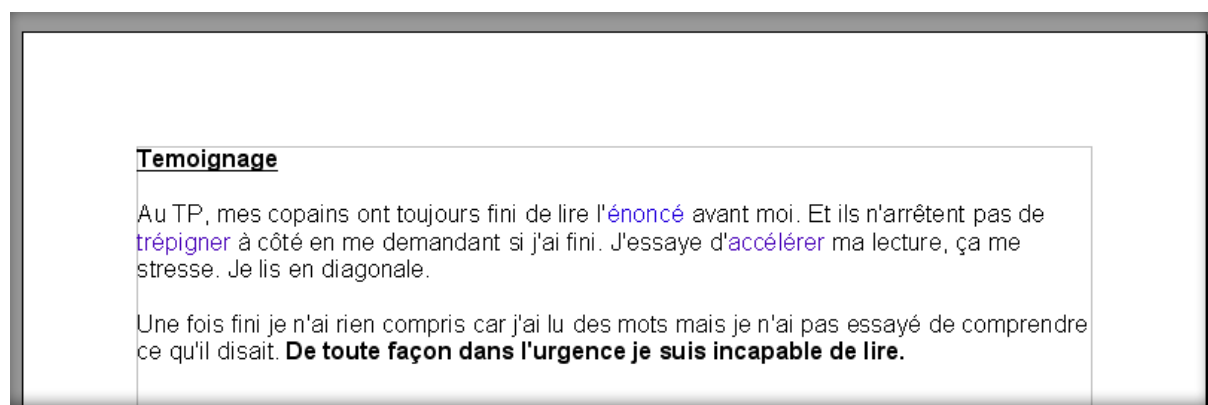 Temoignage
Au TP, mes copains ont toujours fini de lire l'énoncé avant moi. Et ils n'arrêtent pas de
trépigner à côté en me demandant si j'ai fini. J'essaye d'accélérer ma lecture, ça me
stresse. Je lis en diagonale.
Une fois fini je n'ai rien compris car j'ai lu des mots mais je n'ai pas essayé de comprendre
ce qu'il disait. De toute façon dans l'urgence je suis incapable de lire.